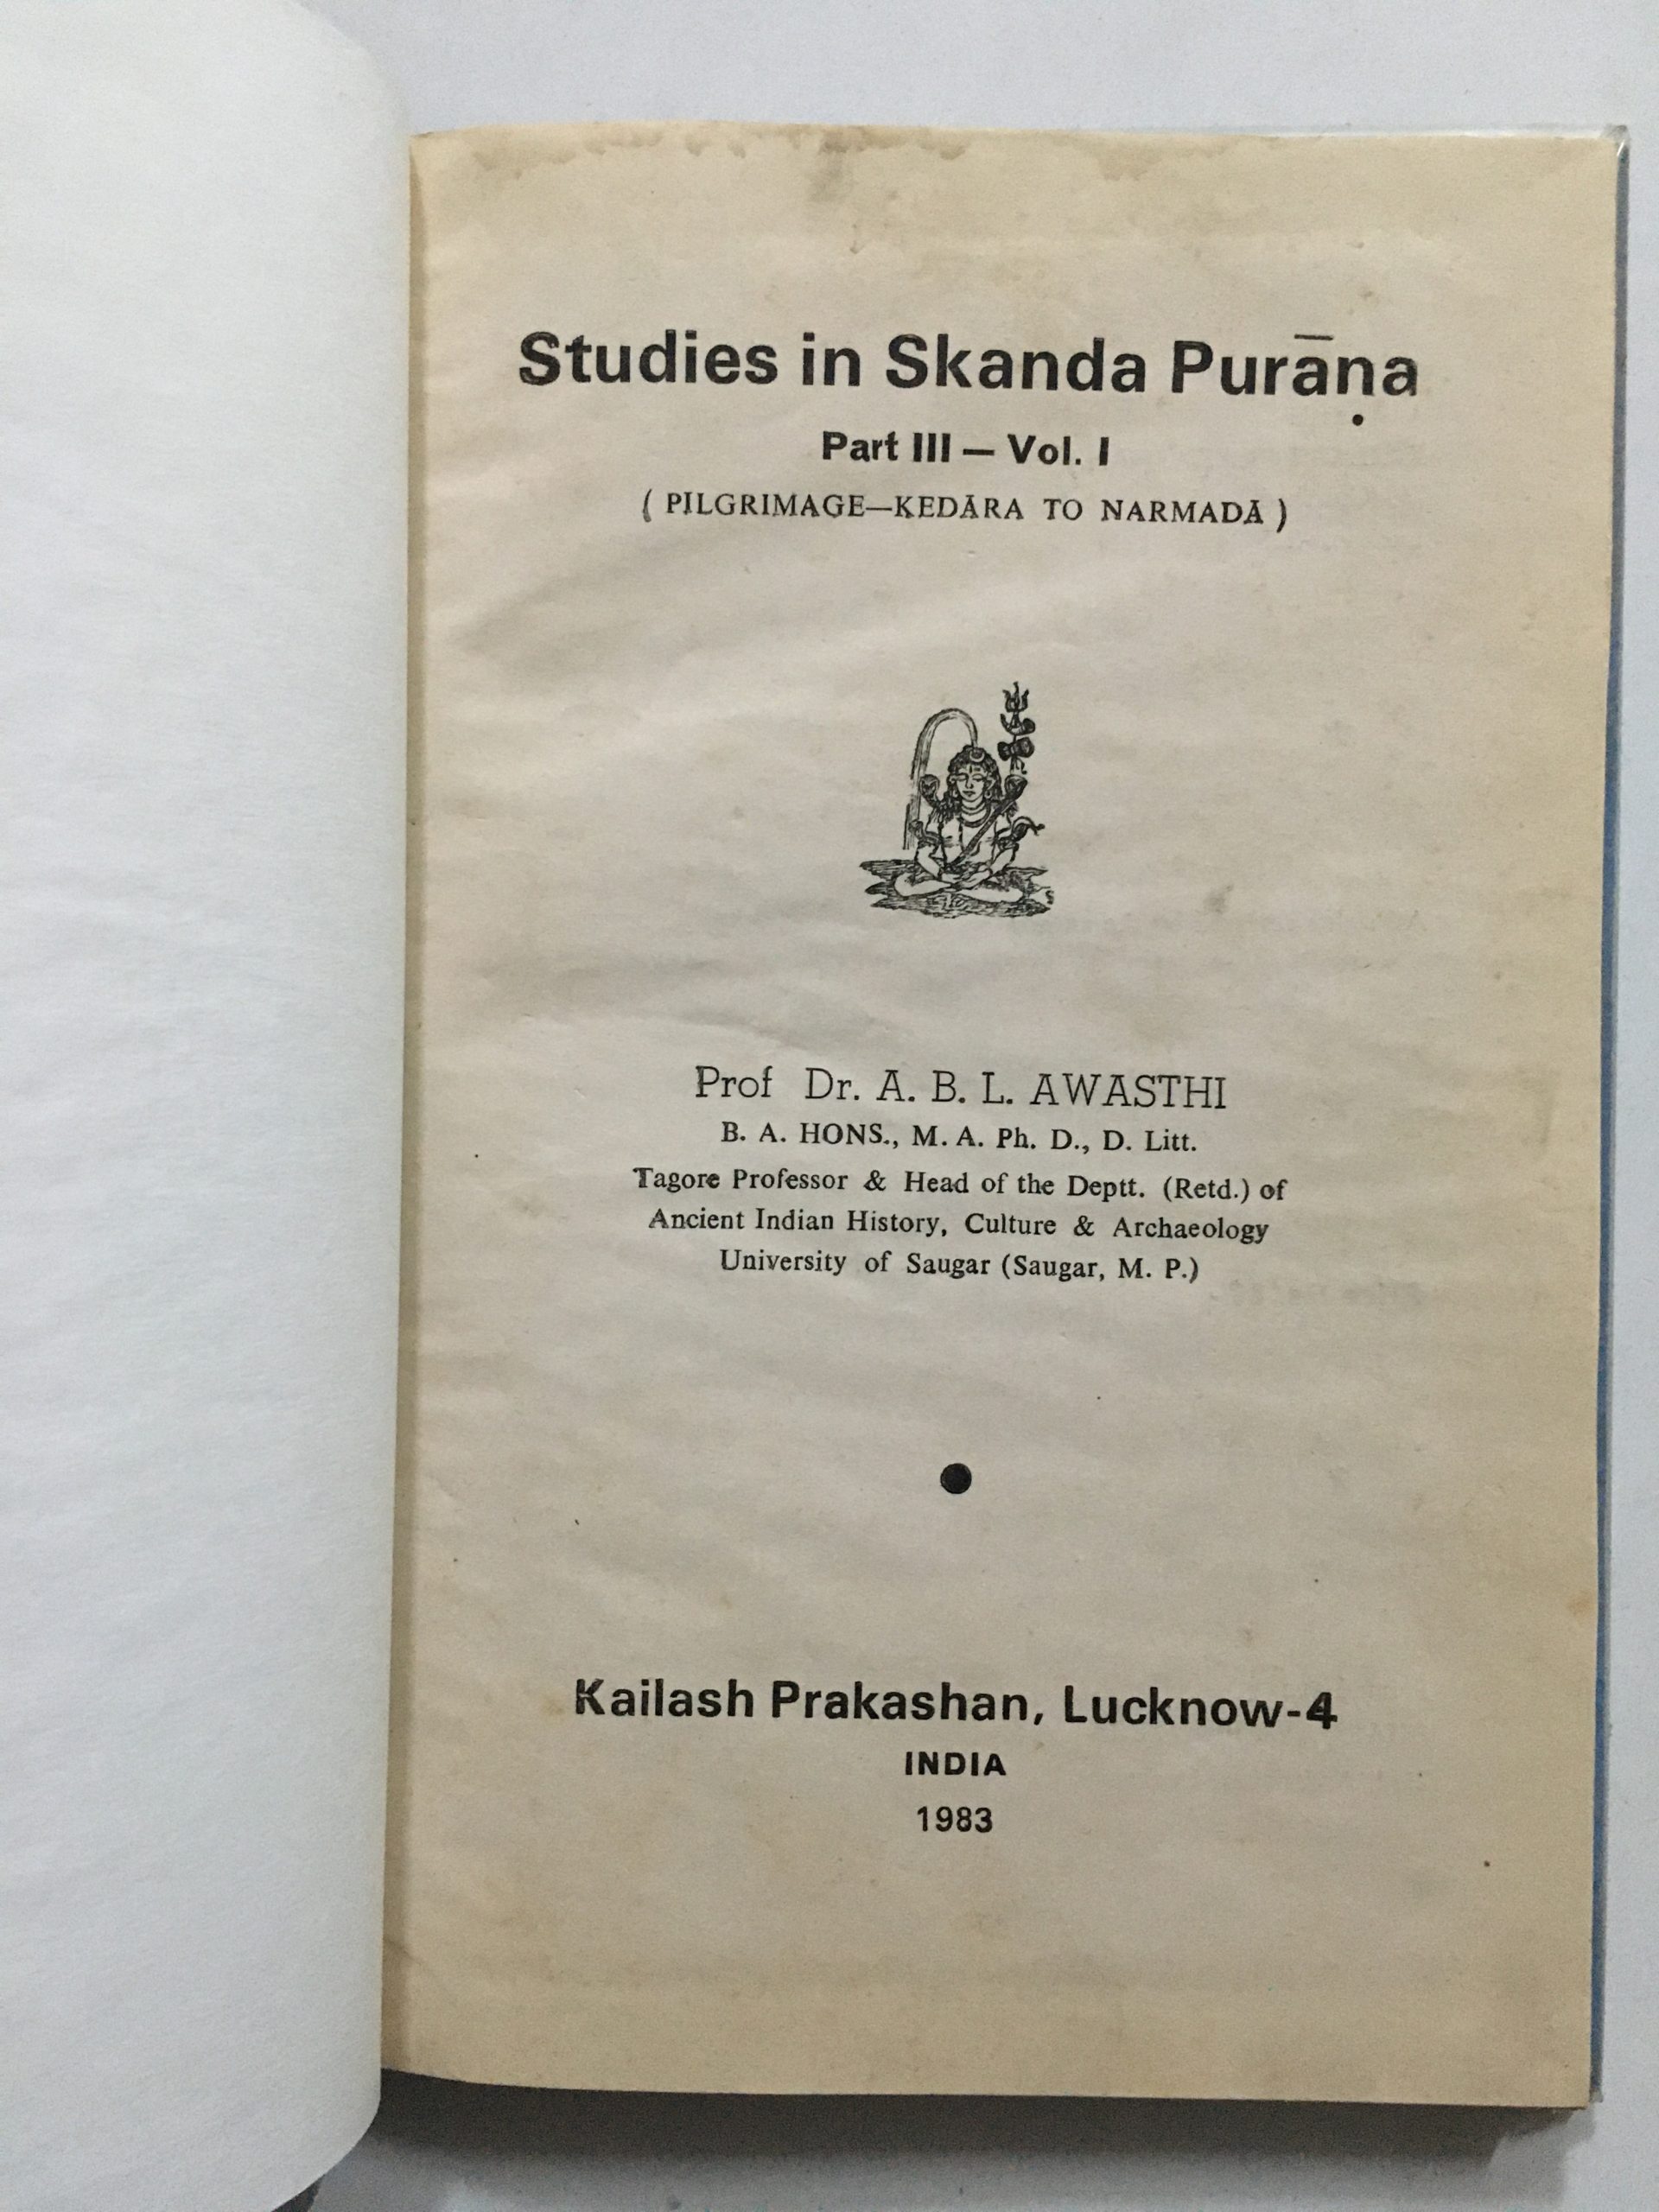 Studies in Skanda Purāṇa
Part III — Vol. I
( PILGRIMAGE—KEDĀRA TO NARMADĀ )
Prof Dr. A. B. L. AWASTHI
B. A. HONS., M. A. Ph. D., D. Litt.
Tagore Professor & Head of the Deptt. (Retd.) of
Ancient Indian History, Culture & Archaeology
University of Saugar (Saugar, M. P.)
Kailash Prakashan, Lucknow-4
INDIA
1983